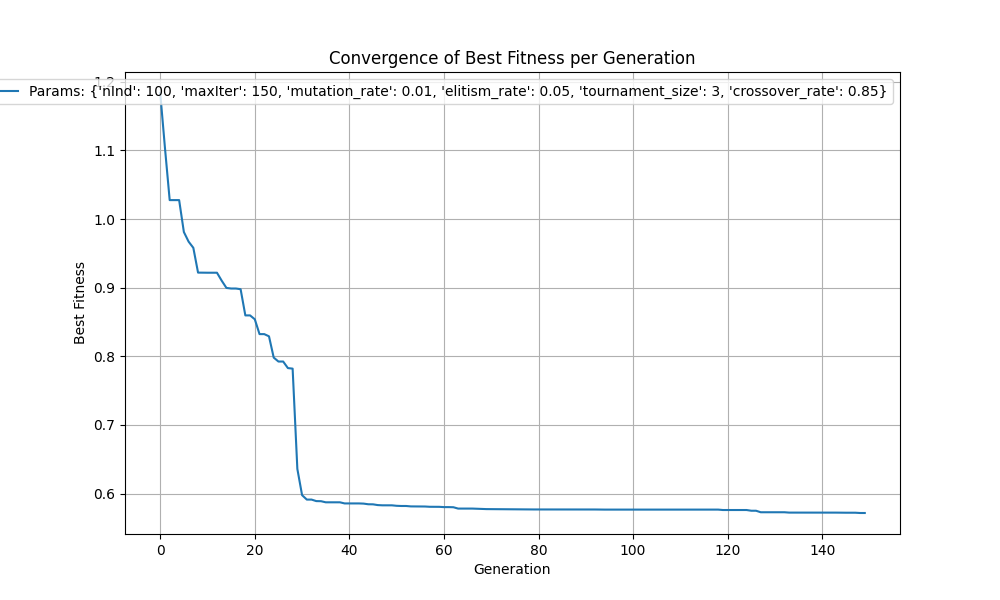 Convergence of Best Fitness per Generation
Params: {'nInd': 100, 'maxIter': 150, 'mutation_rate': 0.01, 'elitism_rate': 0.05, 'tournament_size': 3, 'crossover_rate': 0.85}
1.2
1.1
1.0
0.9
0.8
0.7
0.6
Best Fitness
0 20 40 60 80 100 120 140
Generation